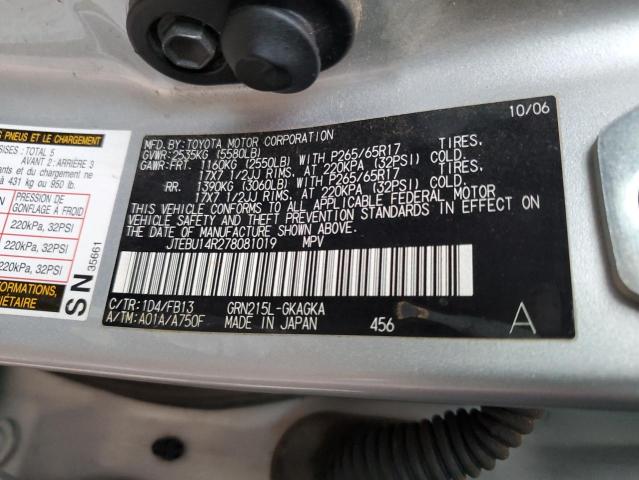 S PNEUS ET LE CHARGEMENT
SISES: TOTAL 5
AVANT 2: ARRIÈRE 3
kg or 950 lb.
à 431 kg ou 950 lb.
PRESSION DE
GONFLAGE À FROID
220kPa, 32PSI
220kPa, 32PSI
220kPa, 32PSI
SN
35661
10/06
MFD. BY: TOYOTA MOTOR CORPORATION
GVWR: 2535KG (5580LB)
GAWR: FRT. 1160KG (2550LB) WITH P265/65R17 TIRES,
17X7 1/2JJ RIMS, AT 220KPA (32PSI) COLD.
RR. 1390KG (3060LB) WITH P265/65R17 TIRES,
17X7 1/2JJ RIMS, AT 220KPA (32PSI) COLD.
THIS VEHICLE CONFORMS TO ALL APPLICABLE FEDERAL MOTOR
VEHICLE SAFETY AND THEFT PREVENTION STANDARDS IN EFFECT ON
THE DATE OF MANUFACTURE SHOWN ABOVE.
JTEBU14R278081019 MPV
C/TR: 1D4/FB13 GRN215L-GKAGKA
A/TM: A01A/A750F MADE IN JAPAN 456 A